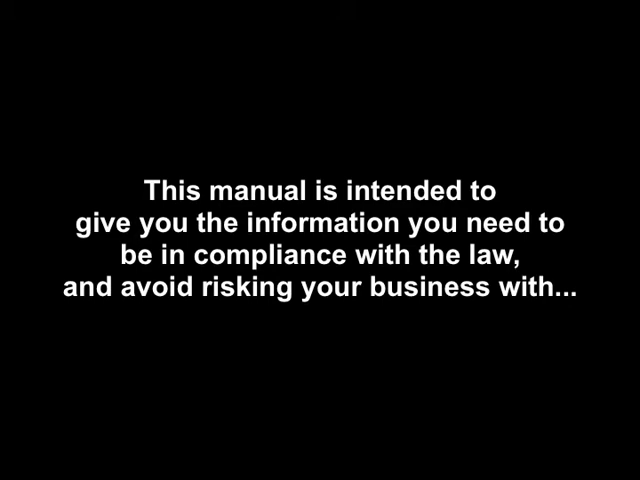 This manual is intended to
give you the information you need to
be in compliance with the law,
and avoid risking your business with...